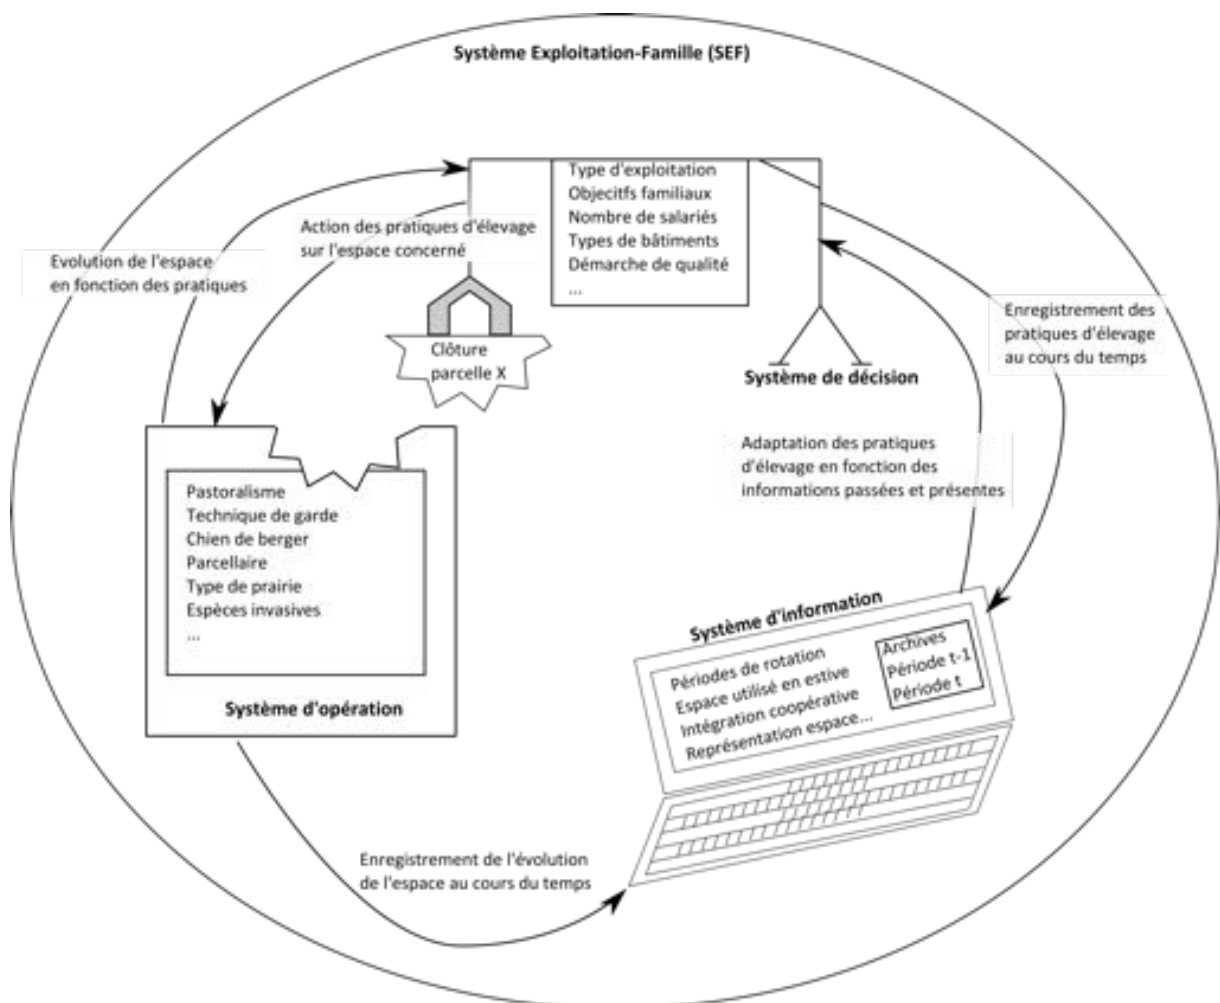 Système Exploitation-Famille (SEF)
Type d'exploitation
Objectifs familiaux
Nombre de salariés
Types de bâtiments
Démarche de qualité
...
Action des pratiques d'élevage
sur l'espace concerné
Evolution de l'espace
en fonction des pratiques
Clôture
parcelle X
Système de décision
Enregistrement des
pratiques d'élevage
au cours du temps
Adaptation des pratiques
d'élevage en fonction des
informations passées et présentes
Pastoralisme
Technique de garde
Chien de berger
Parcellaire
Type de prairie
Espèces invasives
...
Système d'opération
Système d'information
Périodes de rotation
Espace utilisé en estive
Intégration coopérative
Représentation espace...
Archives
Période t-1
Période t
Enregistrement de l'évolution
de l'espace au cours du temps